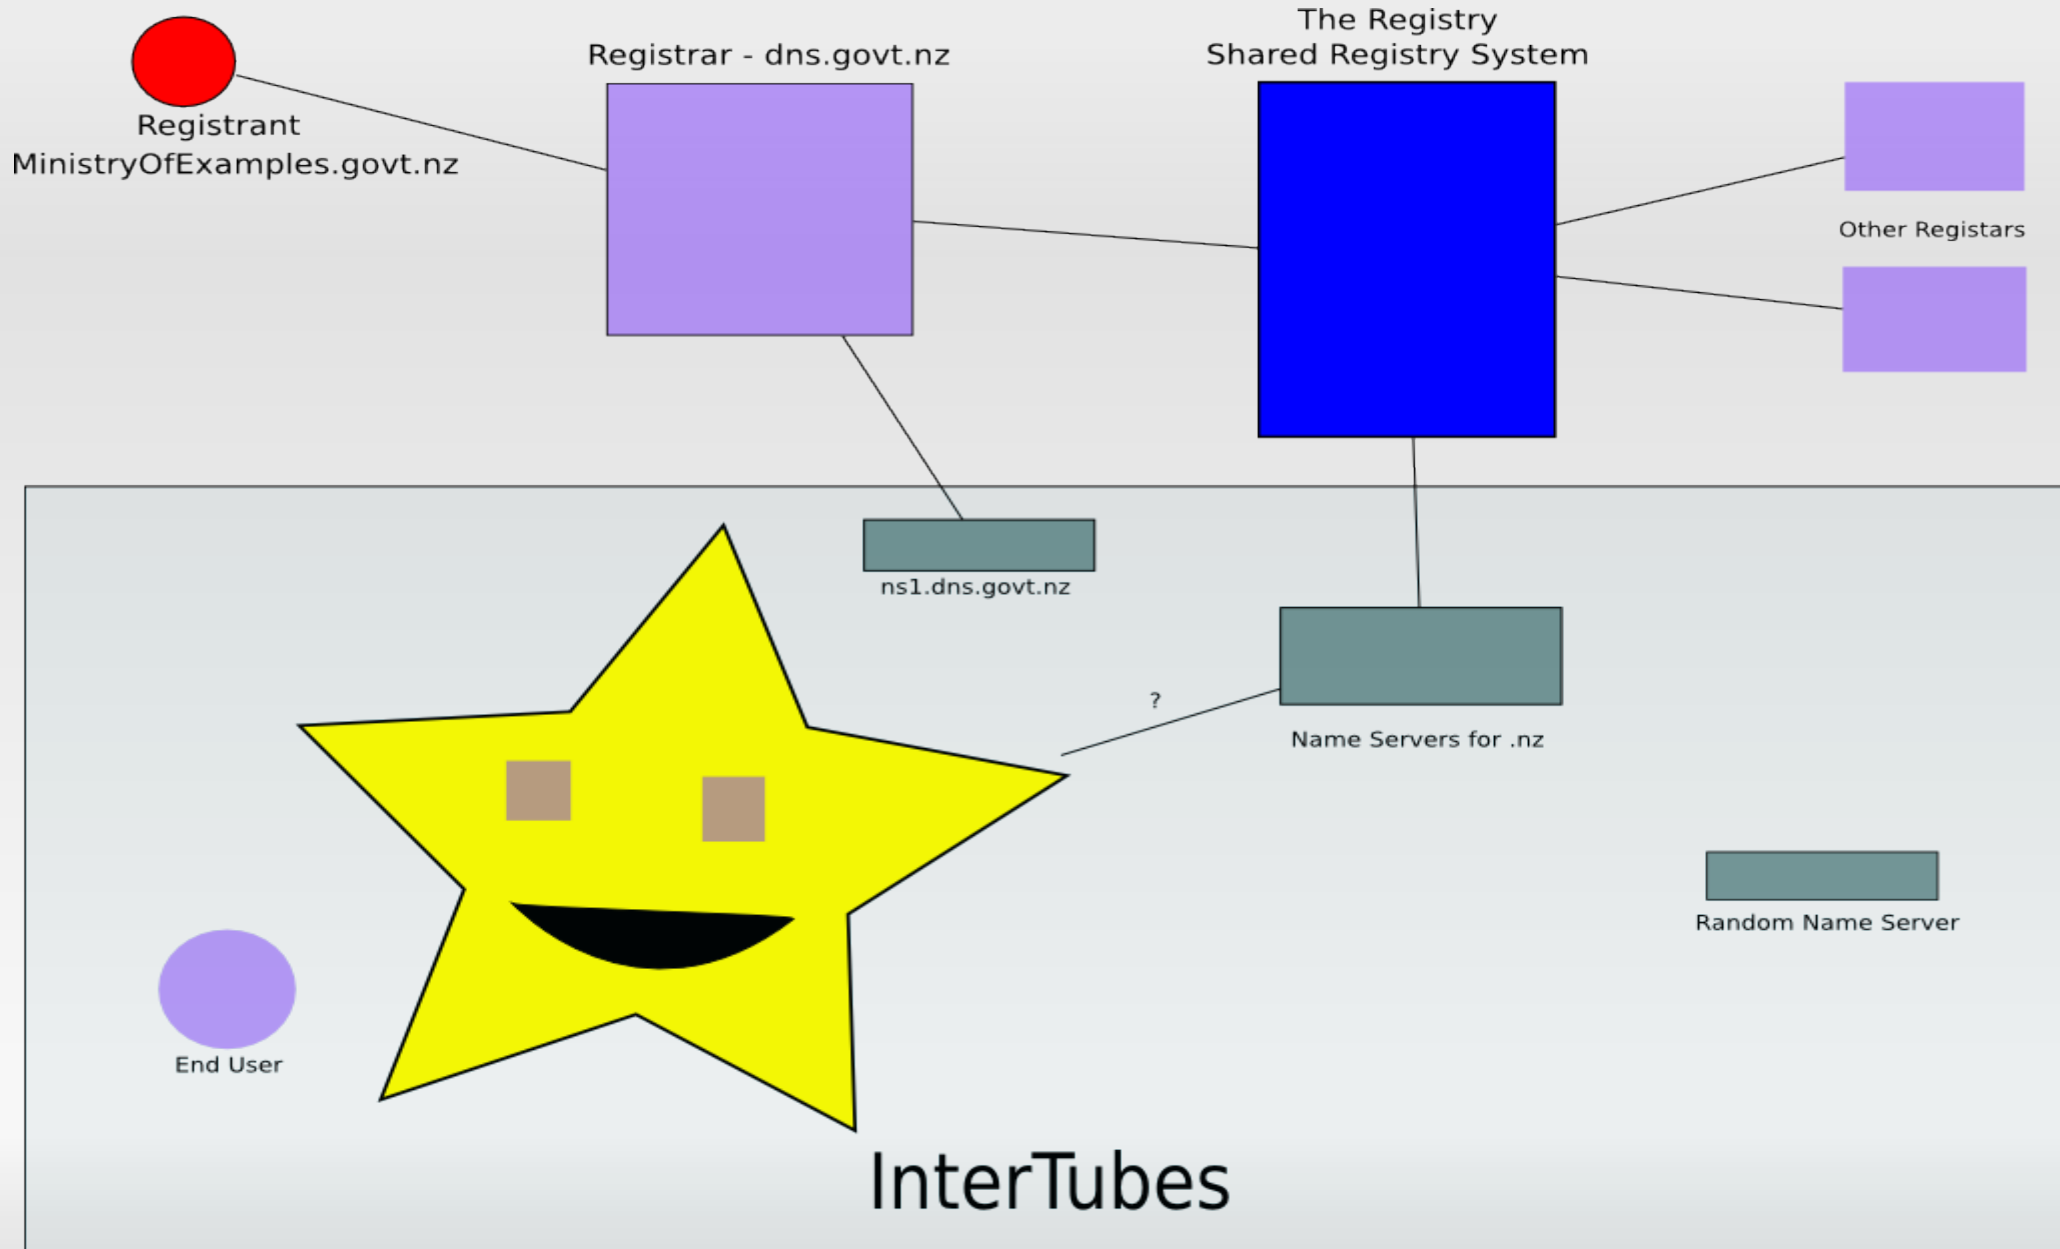 The Registry
Registrar - dns.govt.nz
Shared Registry System
Registrant
MinistryOfExamples.govt.nz
Other Registars
ns1.dns.govt.nz
?
Name Servers for .nz
Random Name Server
End User
InterTubes